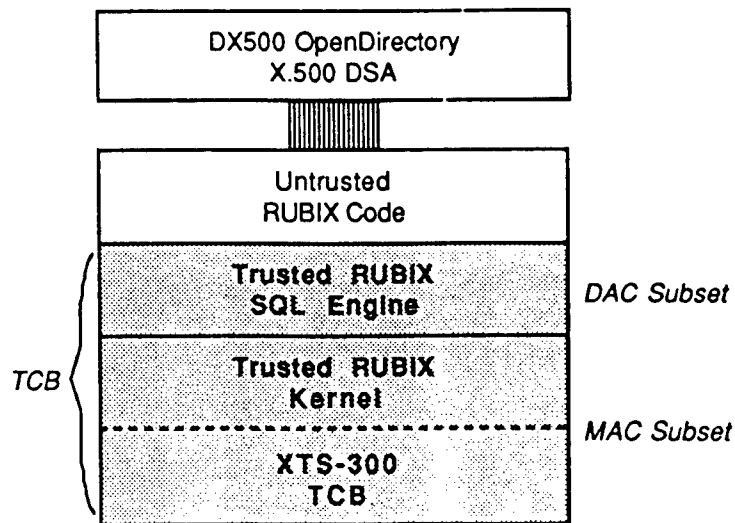 DX500 OpenDirectory
X.500 DSA
Untrusted
RUBIX Code
Trusted RUBIX
SQL Engine
DAC Subset
TCB
Trusted RUBIX
Kernel
MAC Subset
XTS-300
TCB